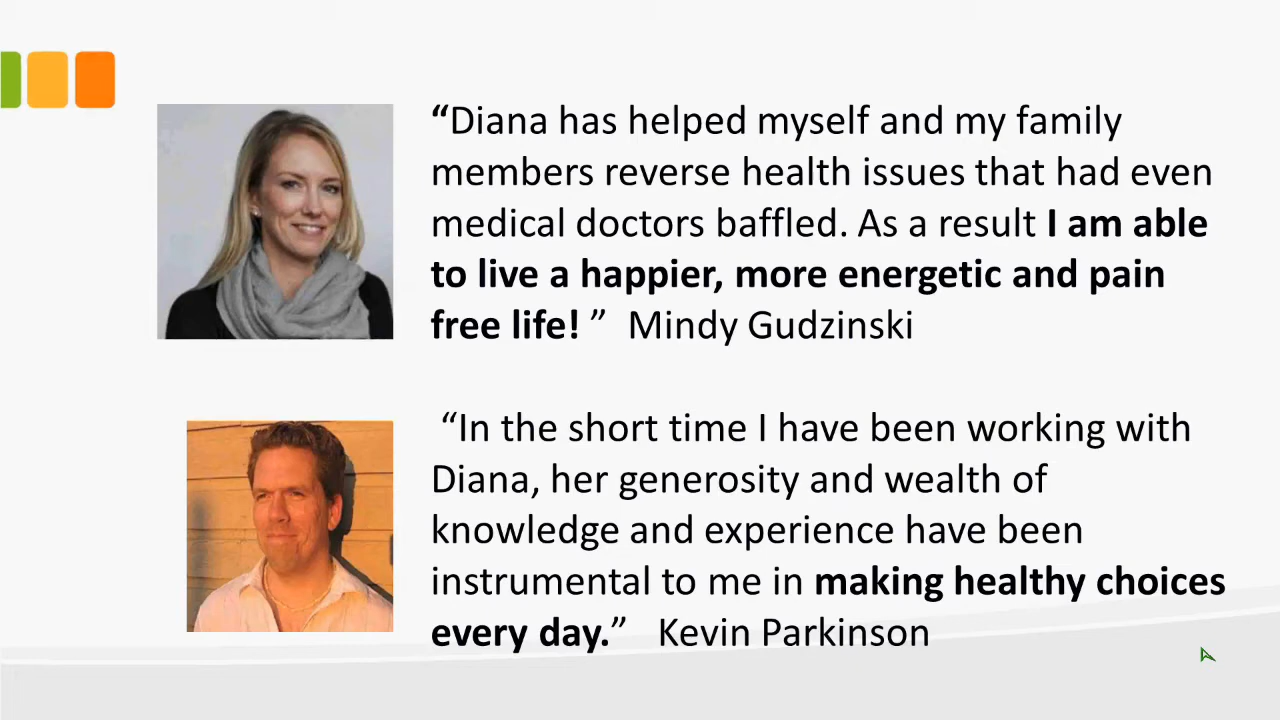 “Diana has helped myself and my family
members reverse health issues that had even
medical doctors baffled. As a result I am able
to live a happier, more energetic and pain
free life! ”  Mindy Gudzinski
“In the short time I have been working with
Diana, her generosity and wealth of
knowledge and experience have been
instrumental to me in making healthy choices
every day.”   Kevin Parkinson